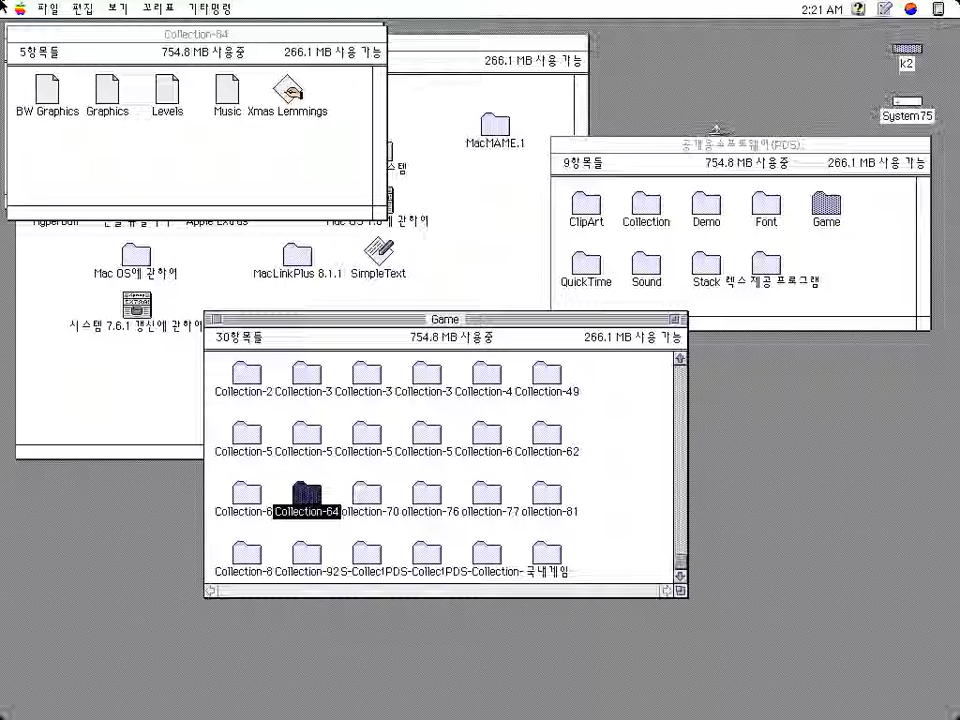 파일 편집 보기 꼬리표 기타명령 2:21 AM
Collection-64
5항목들 754.8 MB 사용중 266.1 MB 사용 가능
BW Graphics Graphics Levels Music Xmas Lemmings
266.1 MB 사용 가능
MacMAME.1
k2
System75
공개용소프트웨어(PDS)
9항목들 754.8 MB 사용중 266.1 MB 사용 가능
ClipArt Collection Demo Font Game
QuickTime Sound Stack 렉스 제공 프로그램
Mac OS에 관하여 MacLinkPlus 8.1.1 SimpleText
시스템 7.6.1 갱신에 관하여
Game
30항목들 754.8 MB 사용중 266.1 MB 사용 가능
Collection-2 Collection-3 Collection-3 Collection-3 Collection-4 Collection-49
Collection-5 Collection-5 Collection-5 Collection-5 Collection-6 Collection-62
Collection-6 Collection-64 ollection-70 ollection-76 ollection-77 ollection-81
Collection-8 Collection-92 S-Collec1 PDS-Collec1 PDS-Collection- 국내게임